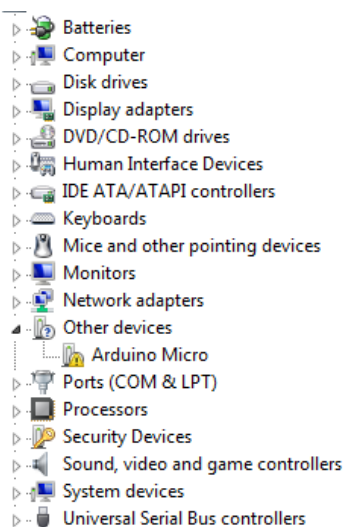 Batteries
Computer
Disk drives
Display adapters
DVD/CD-ROM drives
Human Interface Devices
IDE ATA/ATAPI controllers
Keyboards
Mice and other pointing devices
Monitors
Network adapters
Other devices
Arduino Micro
Ports (COM & LPT)
Processors
Security Devices
Sound, video and game controllers
System devices
Universal Serial Bus controllers